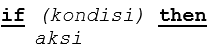 if (kondisi) then
aksi